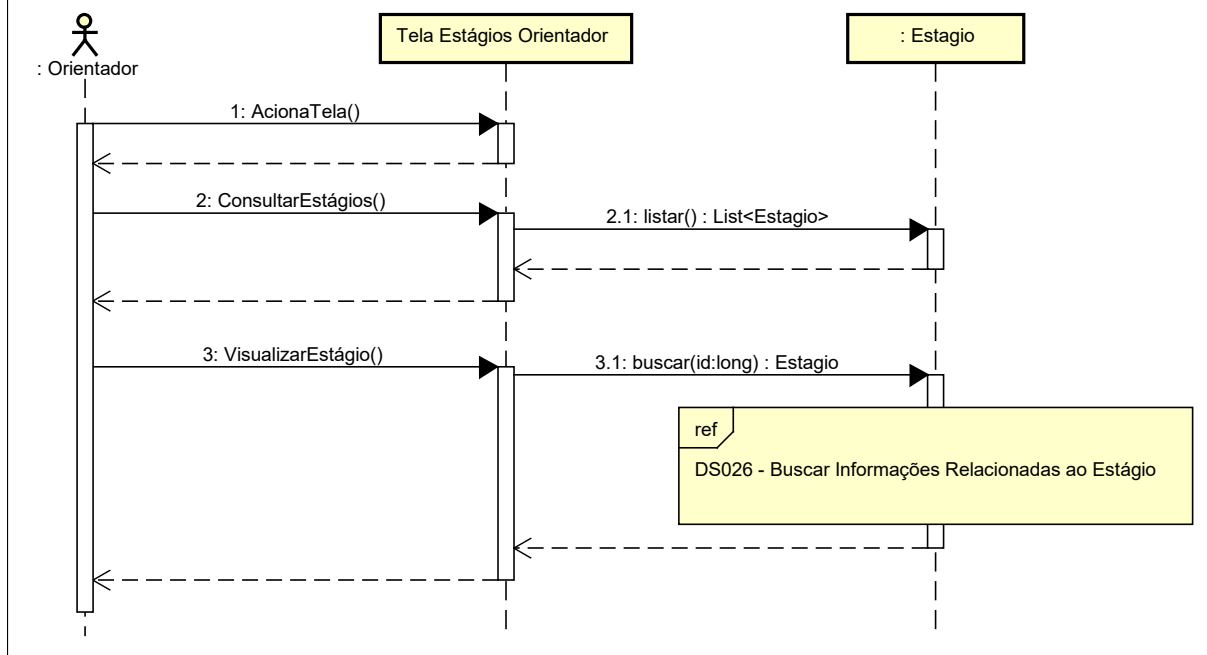 Tela Estágios Orientador
: Estagio
: Orientador
1: AcionaTela()
2: ConsultarEstágios()
2.1: listar() : List<Estagio>
3: VisualizarEstágio()
3.1: buscar(id:long) : Estagio
ref
DS026 - Buscar Informações Relacionadas ao Estágio